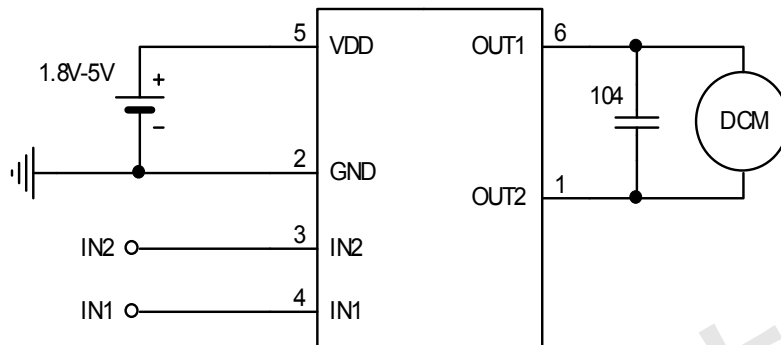 5 VDD OUT1 6
1.8V-5V + 104 DCM
−
2 GND
OUT2 1
IN2 3 IN2
IN1 4 IN1